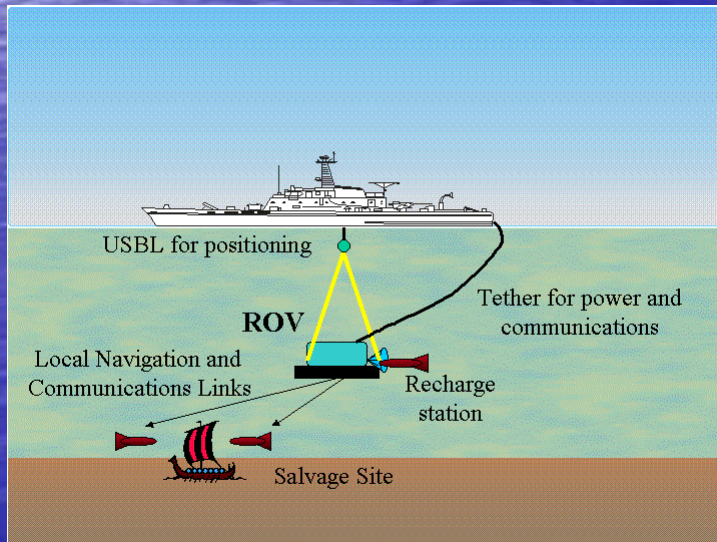 USBL for positioning
Tether for power and
communications
ROV
Local Navigation and
Communications Links
Recharge
station
Salvage Site